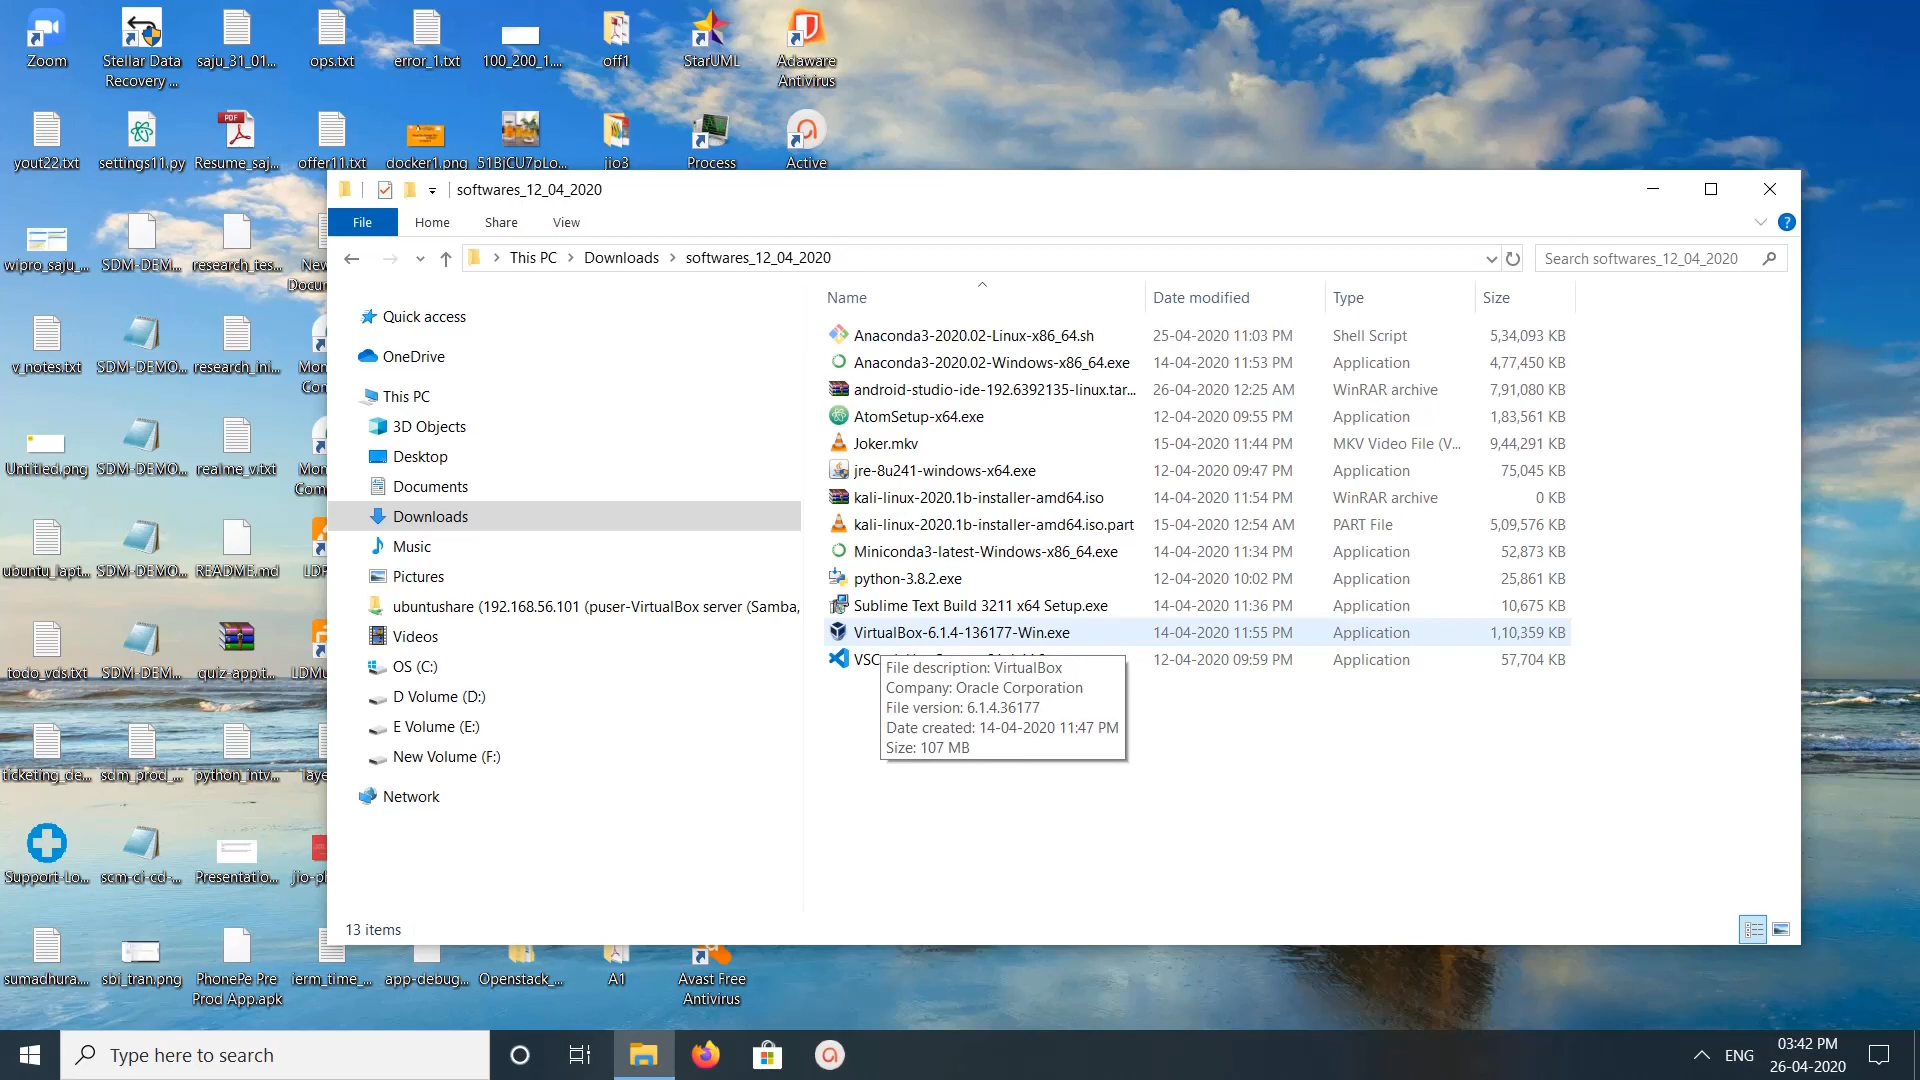 Zoom
Stellar Data
Recovery ...
saju_31_01...
ops.txt
error_1.txt
100_200_1....
off1
StarUML
Adaware
Antivirus
yout22.txt
settings11.py
PDF
Resume_saj...
offer11.txt
docker1.png
51BjCU7pLo...
jio3
Process
Active
softwares_12_04_2020
File
Home
Share
View
?
This PC
Downloads
softwares_12_04_2020
Search softwares_12_04_2020
wipro_saju_...
SDM-DEM...
research_tes...
New
Docum
v_notes.txt
SDM-DEMO...
research_ini...
Mon
Con
Untitled.png
SDM-DEMO...
realme_v.txt
Mon
Com
ubuntu_lapt...
SDM-DEMO...
README.md
LDP
todo_vds.txt
SDM-DEMO...
quiz-app.t...
LDMu
ticketing_de...
sdm_prod_...
python_intv...
laye
Support-Lo...
scm-ci-cd-...
Presentatio...
jio-ph
Quick access
OneDrive
This PC
3D Objects
Desktop
Documents
Downloads
Music
Pictures
ubuntushare (192.168.56.101 (puser-VirtualBox server (Samba,
Videos
OS (C:)
D Volume (D:)
E Volume (E:)
New Volume (F:)
Network
Name
Date modified
Type
Size
Anaconda3-2020.02-Linux-x86_64.sh 25-04-2020 11:03 PM Shell Script 5,34,093 KB
Anaconda3-2020.02-Windows-x86_64.exe 14-04-2020 11:53 PM Application 4,77,450 KB
android-studio-ide-192.6392135-linux.tar... 26-04-2020 12:25 AM WinRAR archive 7,91,080 KB
AtomSetup-x64.exe 12-04-2020 09:55 PM Application 1,83,561 KB
Joker.mkv 15-04-2020 11:44 PM MKV Video File (V... 9,44,291 KB
jre-8u241-windows-x64.exe 12-04-2020 09:47 PM Application 75,045 KB
kali-linux-2020.1b-installer-amd64.iso 14-04-2020 11:54 PM WinRAR archive 0 KB
kali-linux-2020.1b-installer-amd64.iso.part 15-04-2020 12:54 AM PART File 5,09,576 KB
Miniconda3-latest-Windows-x86_64.exe 14-04-2020 11:34 PM Application 52,873 KB
python-3.8.2.exe 12-04-2020 10:02 PM Application 25,861 KB
Sublime Text Build 3211 x64 Setup.exe 14-04-2020 11:36 PM Application 10,675 KB
VirtualBox-6.1.4-136177-Win.exe 14-04-2020 11:55 PM Application 1,10,359 KB
VSC 12-04-2020 09:59 PM Application 57,704 KB
File description: VirtualBox
Company: Oracle Corporation
File version: 6.1.4.36177
Date created: 14-04-2020 11:47 PM
Size: 107 MB
13 items
sumadhura....
sbi_tran.png
PhonePe Pre
Prod App.apk
ierm_time_...
app-debug...
Openstack_...
A1
Avast Free
Antivirus
Type here to search
ENG
03:42 PM
26-04-2020